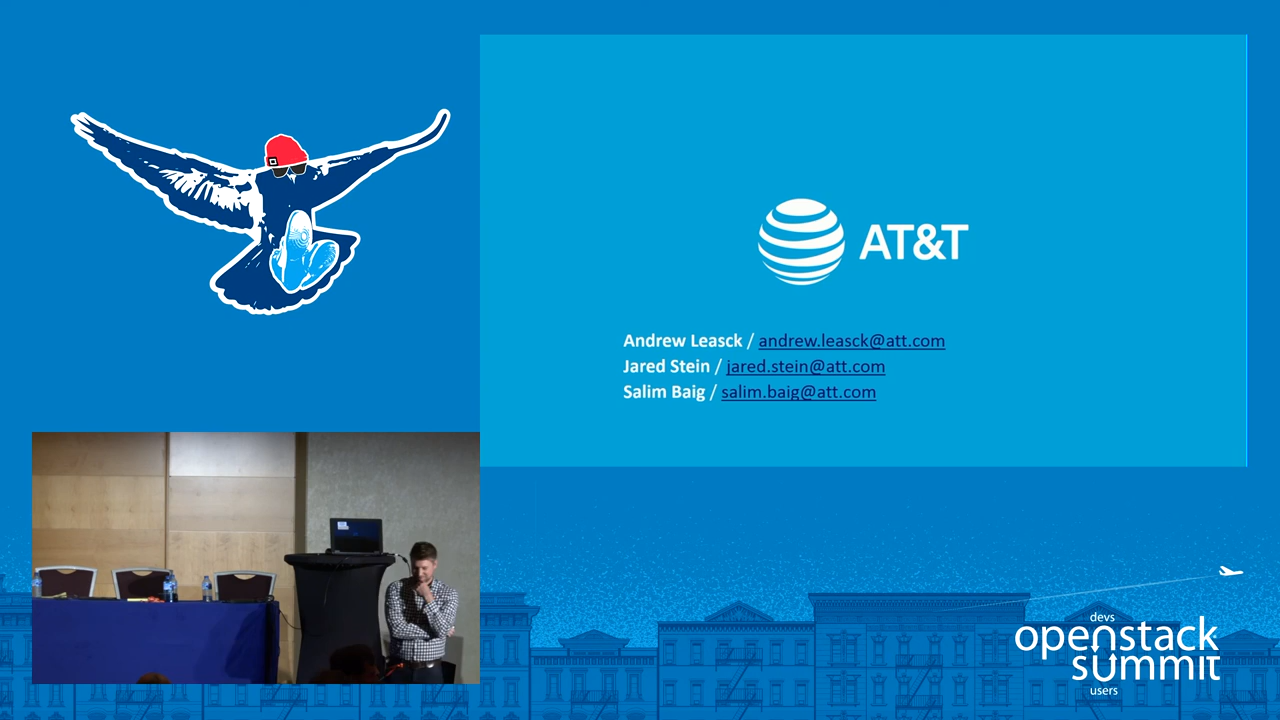 AT&T
Andrew Leasck / andrew.leasck@att.com
Jared Stein / jared.stein@att.com
Salim Baig / salim.baig@att.com
devs
openstack
summit
users